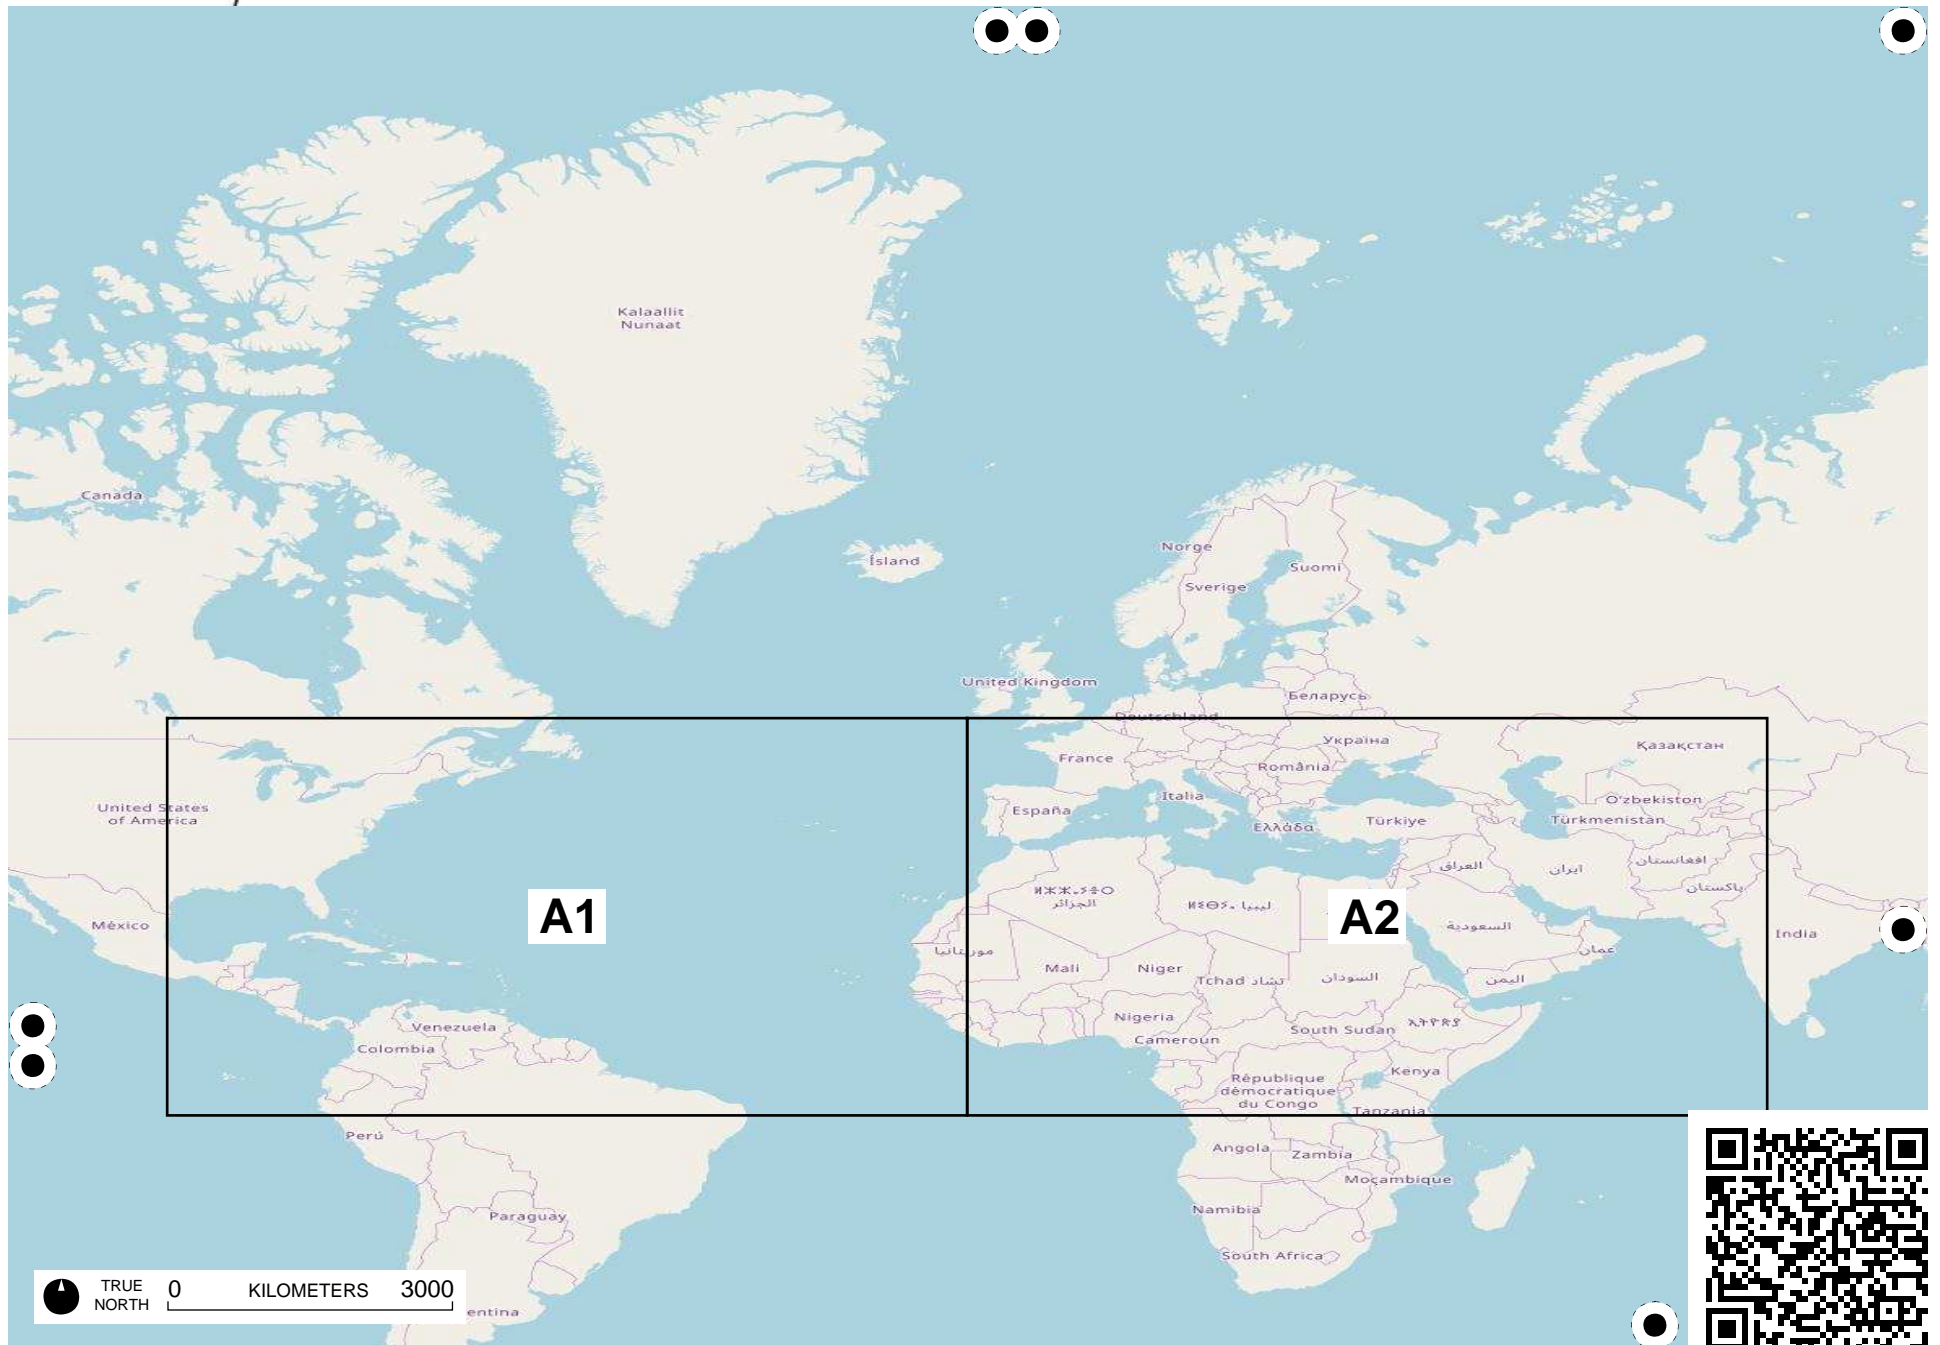 Kalaallit
Nunaat
Canada
Norge
Ísland
Suomi
Sverige
United Kingdom
Беларусь
Deutschland
Україна
Қазақстан
France
România
Italia
O'zbekiston
United States
of America
España
Türkiye
Türkmenistan
Ελλάδα
العراق
ایران
افغانستان
پاکستان
ⵍⵣⵣⴰⵢⴻⵔ
الجزائر
ⵍⵉⴱⵢⴰ ليبيا
A1
A2
México
السعودية
India
موريتانيا
عمان
Mali
Niger
Tchad تشاد
السودان
اليمن
Nigeria
Venezuela
South Sudan
ኢትዮጵያ
Cameroun
Colombia
Kenya
République
démocratique
du Congo
Tanzania
Perú
Angola
Zambia
Moçambique
Namibia
Paraguay
South Africa
TRUE
NORTH
0 KILOMETERS 3000
entina